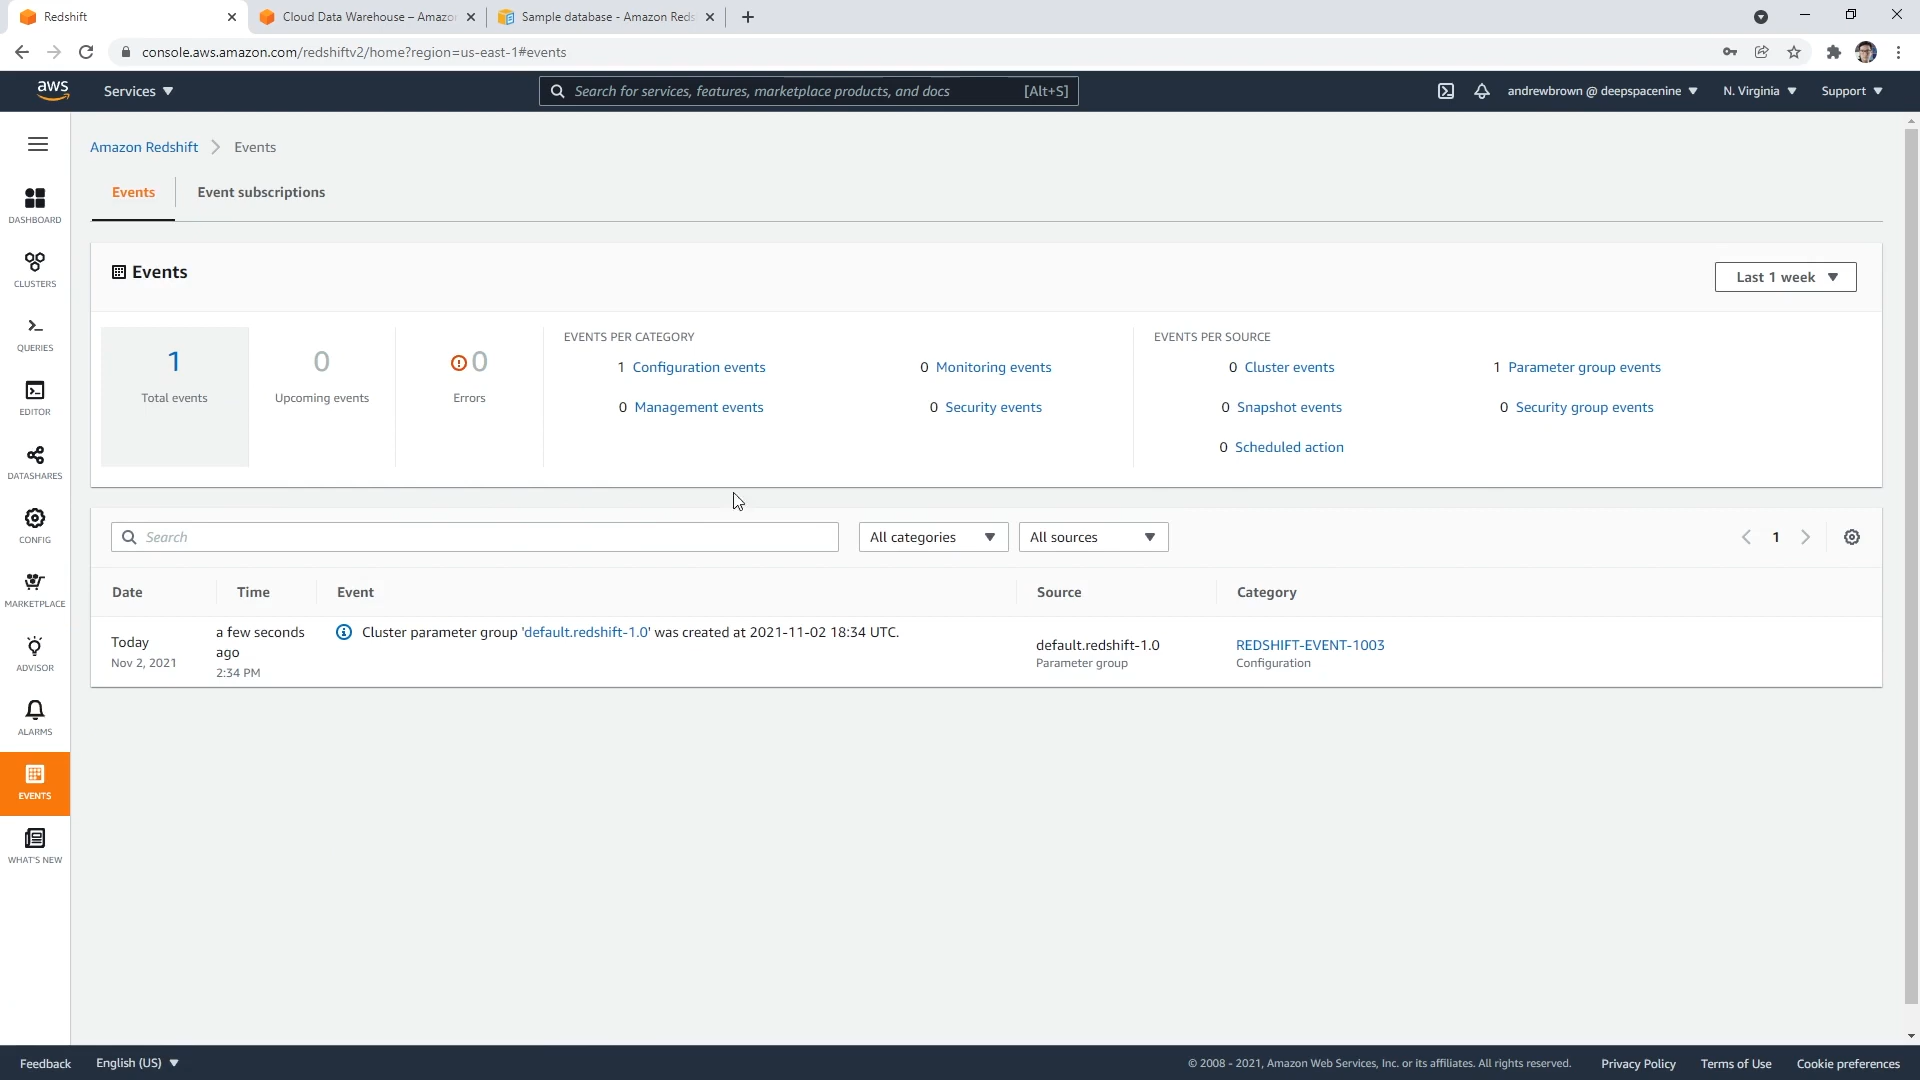 Redshift
Cloud Data Warehouse – Amazo
Sample database - Amazon Reds
console.aws.amazon.com/redshiftv2/home?region=us-east-1#events
aws
Services
Search for services, features, marketplace products, and docs
[Alt+S]
andrewbrown @ deepspacenine
N. Virginia
Support
Amazon Redshift
Events
Events
Event subscriptions
DASHBOARD
CLUSTERS
QUERIES
EDITOR
DATASHARES
CONFIG
MARKETPLACE
ADVISOR
ALARMS
EVENTS
WHAT'S NEW
Events
Last 1 week
1
Total events
0
Upcoming events
0
Errors
EVENTS PER CATEGORY
1 Configuration events
0 Monitoring events
0 Management events
0 Security events
EVENTS PER SOURCE
0 Cluster events
1 Parameter group events
0 Snapshot events
0 Security group events
0 Scheduled action
Search
All categories
All sources
1
Date
Time
Event
Source
Category
Today
Nov 2, 2021
a few seconds
ago
2:34 PM
Cluster parameter group 'default.redshift-1.0' was created at 2021-11-02 18:34 UTC.
default.redshift-1.0
Parameter group
REDSHIFT-EVENT-1003
Configuration
Feedback
English (US)
© 2008 - 2021, Amazon Web Services, Inc. or its affiliates. All rights reserved.
Privacy Policy
Terms of Use
Cookie preferences